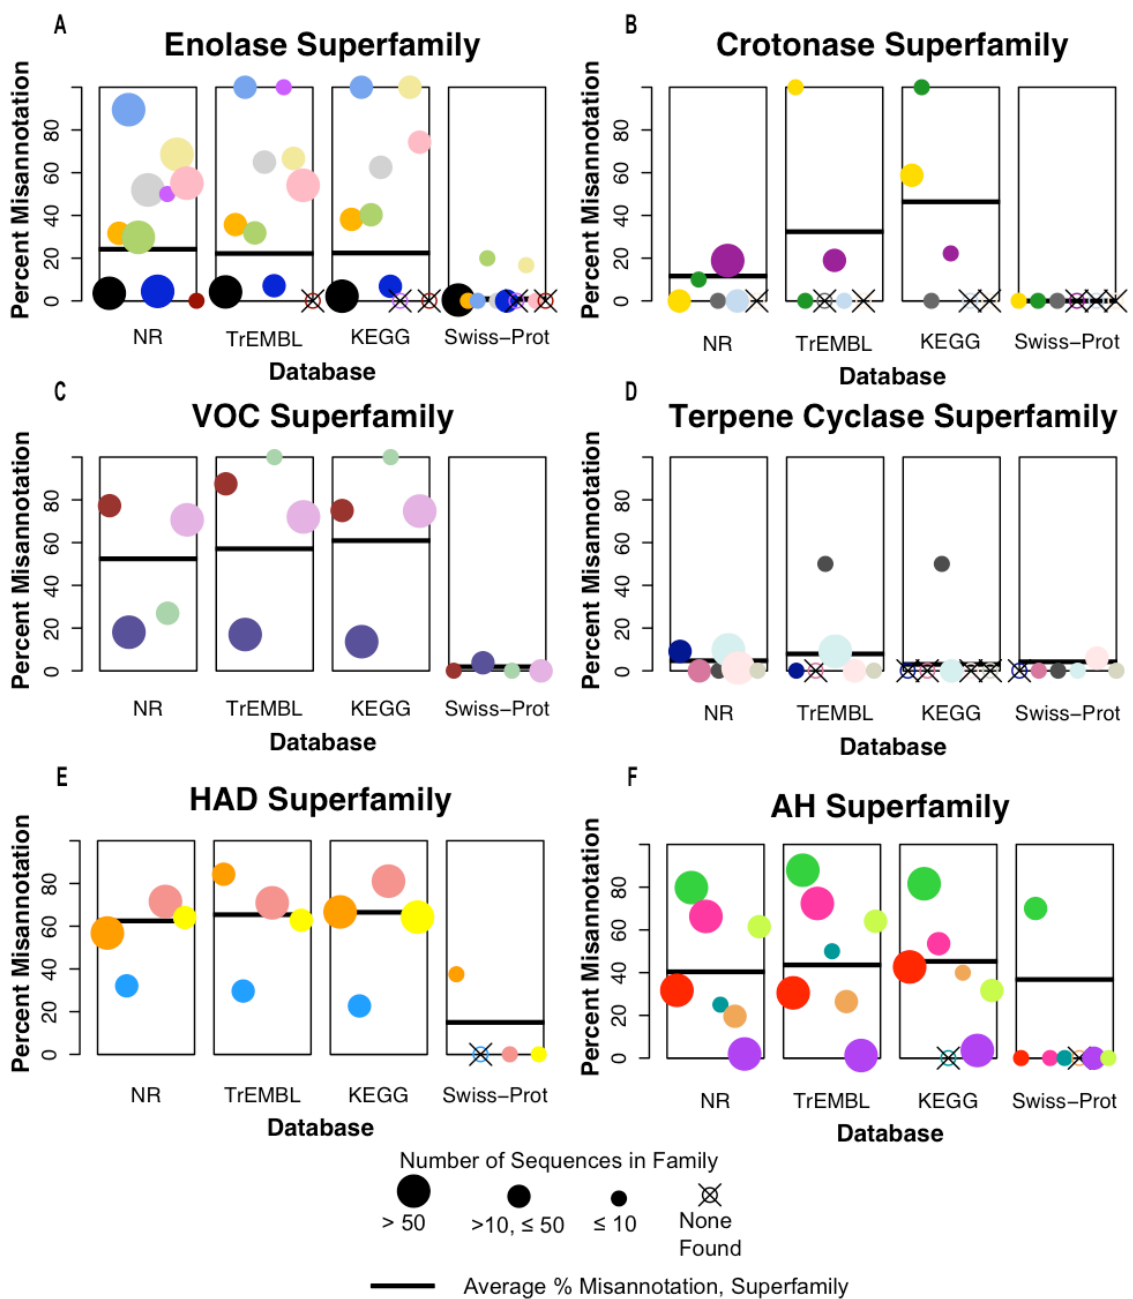 A
Enolase Superfamily
Percent Misannotation
0 20 40 60 80
NR TrEMBL KEGG Swiss–Prot
Database
B
Crotonase Superfamily
Percent Misannotation
0 20 40 60 80
NR TrEMBL KEGG Swiss–Prot
Database
C
VOC Superfamily
Percent Misannotation
0 20 40 60 80
NR TrEMBL KEGG Swiss–Prot
Database
D
Terpene Cyclase Superfamily
Percent Misannotation
0 20 40 60 80
NR TrEMBL KEGG Swiss–Prot
Database
E
HAD Superfamily
Percent Misannotation
0 20 40 60 80
NR TrEMBL KEGG Swiss–Prot
Database
F
AH Superfamily
Percent Misannotation
0 20 40 60 80
NR TrEMBL KEGG Swiss–Prot
Database
Number of Sequences in Family
> 50 >10, ≤ 50 ≤ 10 None
Found
Average % Misannotation, Superfamily